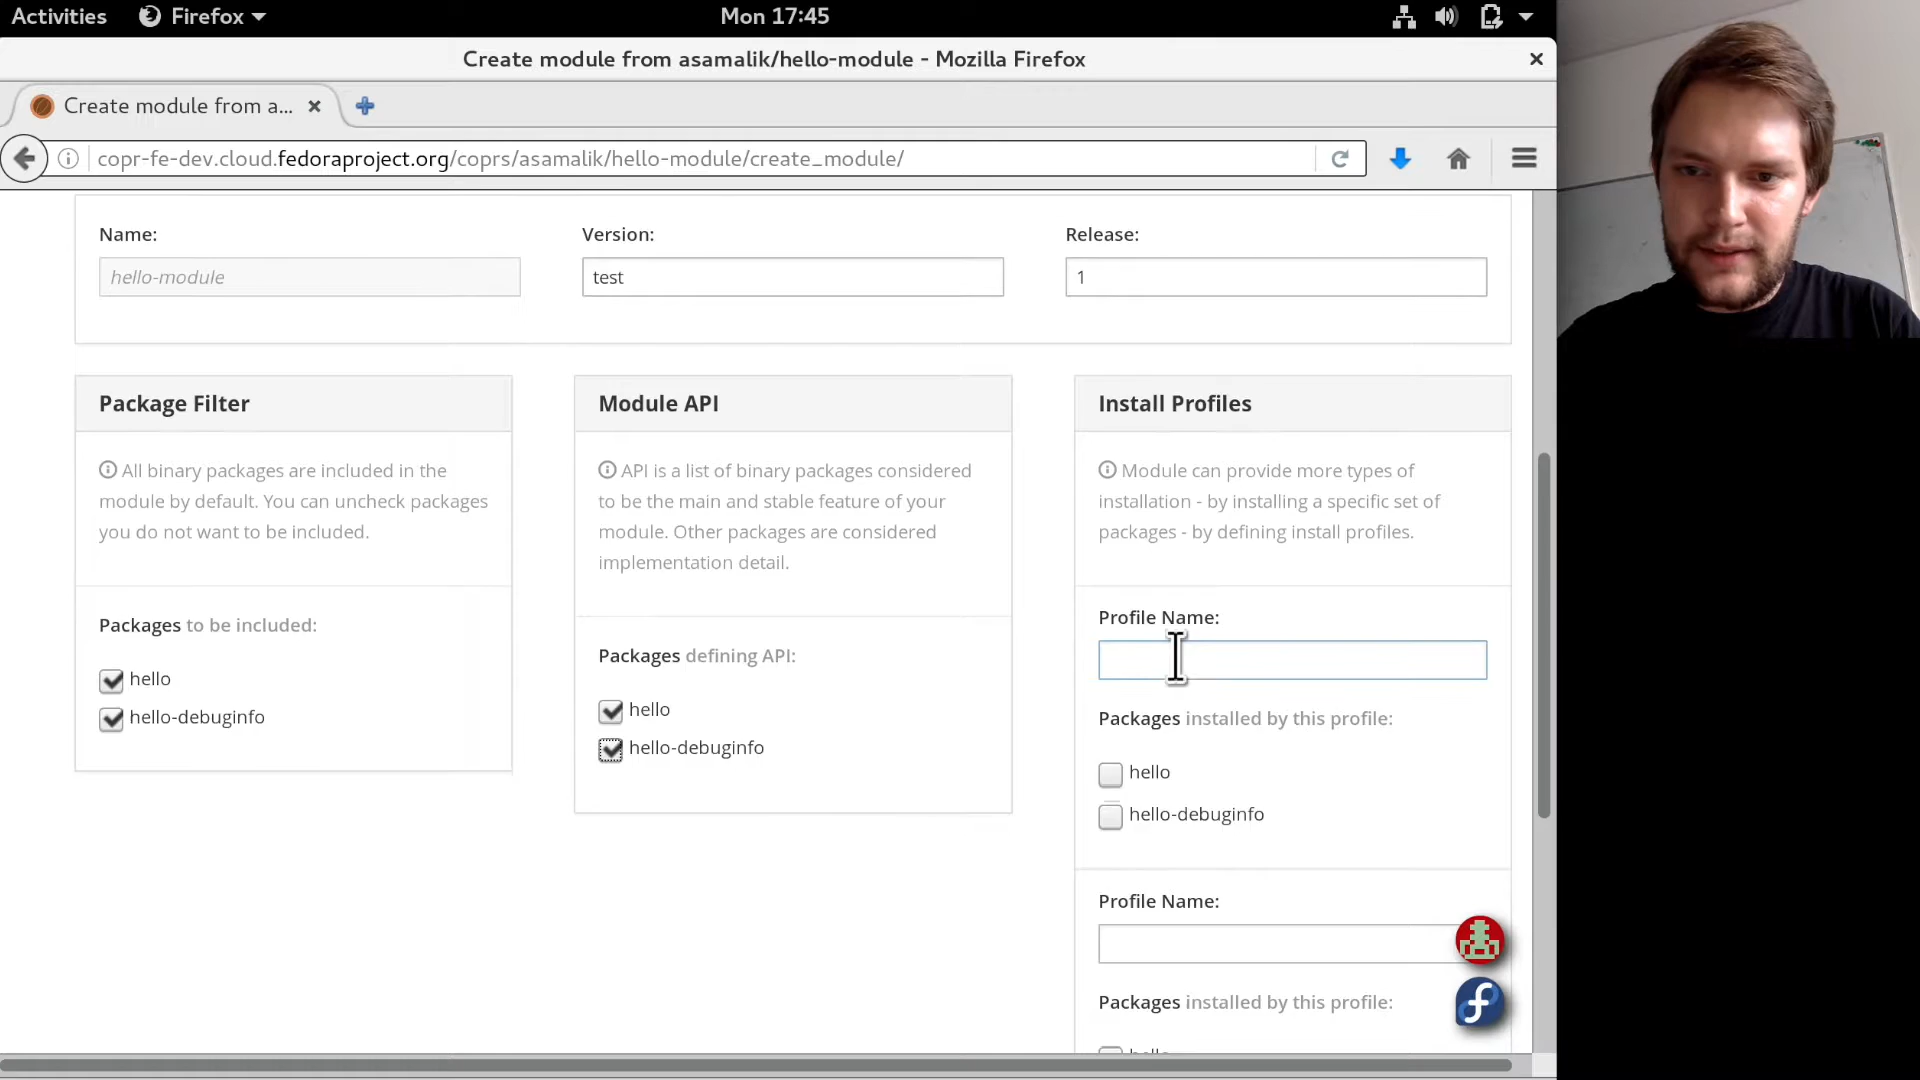 Activities
Firefox
Mon 17:45
Create module from asamalik/hello-module - Mozilla Firefox
Create module from a...
copr-fe-dev.cloud.fedoraproject.org/coprs/asamalik/hello-module/create_module/
Name:
hello-module
Version:
test
Release:
1
Package Filter
All binary packages are included in the
module by default. You can uncheck packages
you do not want to be included.
Packages to be included:
hello
hello-debuginfo
Module API
API is a list of binary packages considered
to be the main and stable feature of your
module. Other packages are considered
implementation detail.
Packages defining API:
hello
hello-debuginfo
Install Profiles
Module can provide more types of
installation - by installing a specific set of
packages - by defining install profiles.
Profile Name:
Packages installed by this profile:
hello
hello-debuginfo
Profile Name:
Packages installed by this profile: